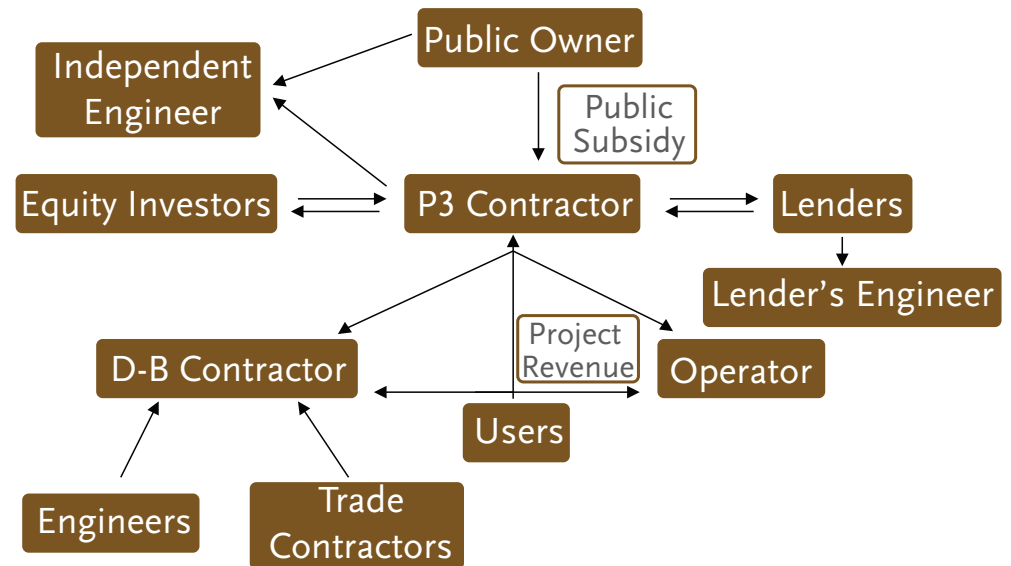 Public Owner
Independent
Engineer
Public
Subsidy
Equity Investors
P3 Contractor
Lenders
Lender’s Engineer
Project
Revenue
D-B Contractor
Operator
Users
Engineers
Trade
Contractors